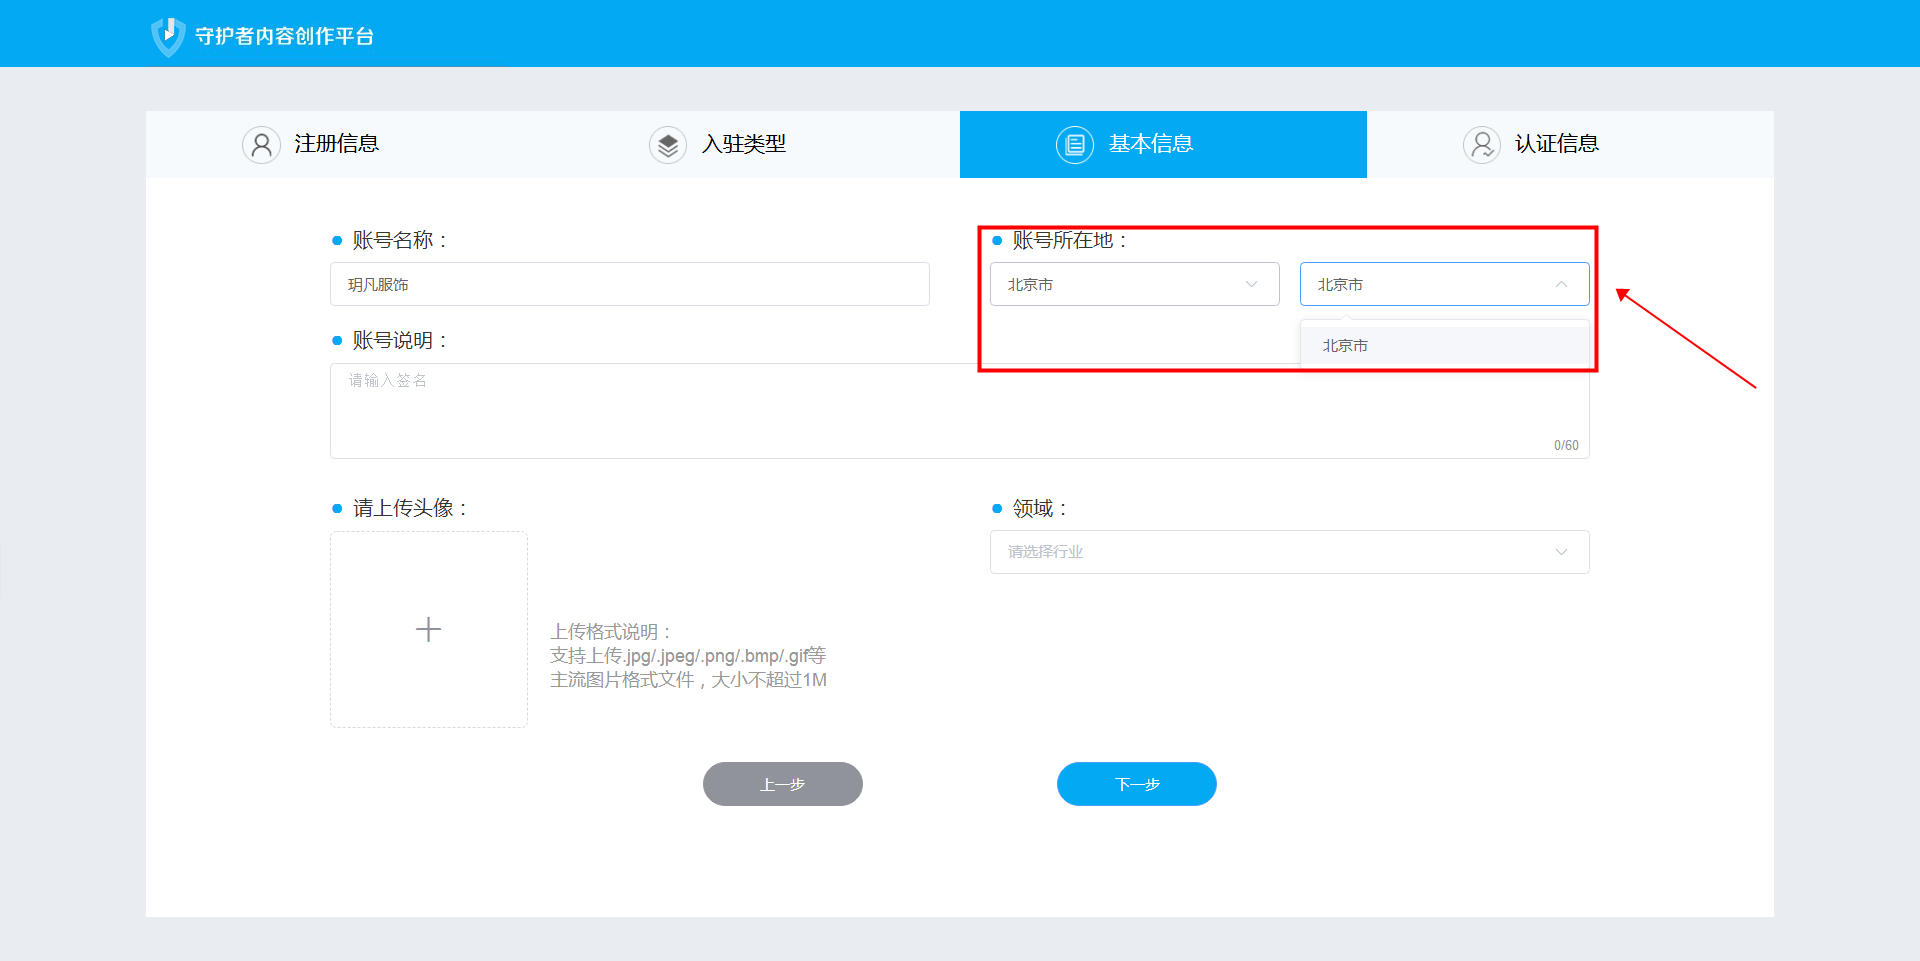 守护者内容创作平台
注册信息
入驻类型
基本信息
认证信息
账号名称：
账号所在地：
玥凡服饰
北京市
北京市
北京市
账号说明：
请输入签名
0/60
请上传头像：
领域：
请选择行业
上传格式说明：
支持上传.jpg/.jpeg/.png/.bmp/.gif等
主流图片格式文件，大小不超过1M
上一步
下一步